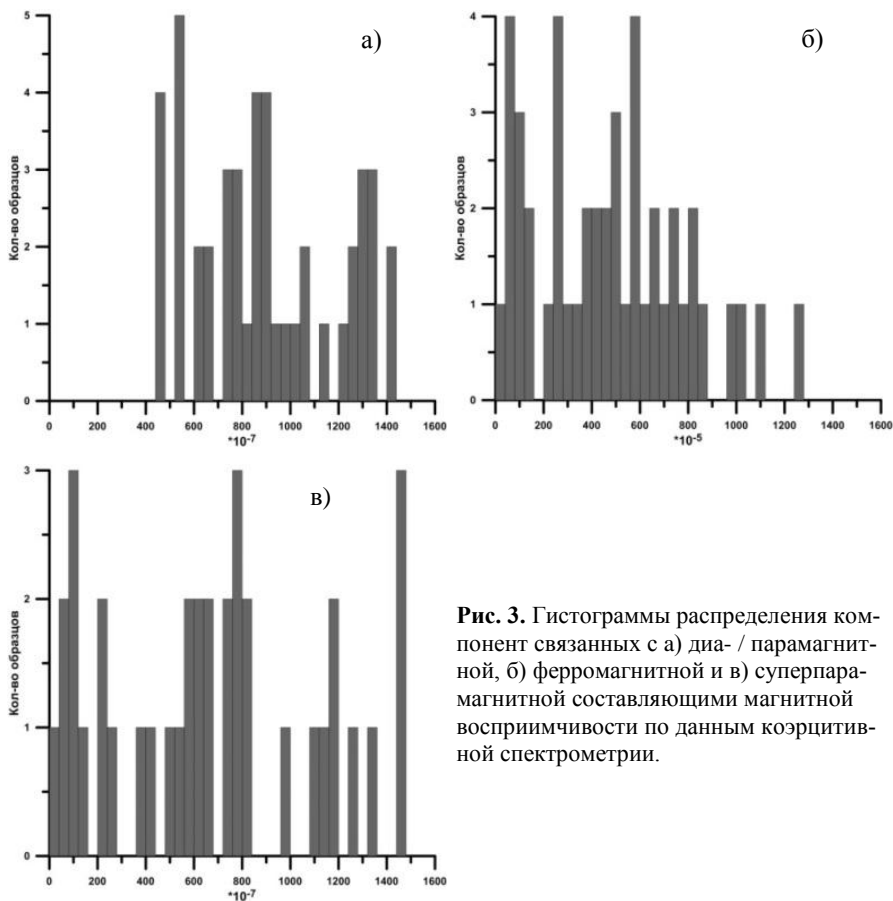 а)
5
4
3
2
1
0
Кол-во образцов
0 200 400 600 800 1000 1200 1400 1600
*10-7
б)
4
3
2
1
0
Кол-во образцов
0 200 400 600 800 1000 1200 1400 1600
*10-5
в)
3
2
1
0
Кол-во образцов
0 200 400 600 800 1000 1200 1400 1600
*10-7
Рис. 3. Гистограммы распределения ком-
понент связанных с а) диа- / парамагнит-
ной, б) ферромагнитной и в) суперпара-
магнитной составляющими магнитной
восприимчивости по данным коэрцитив-
ной спектрометрии.